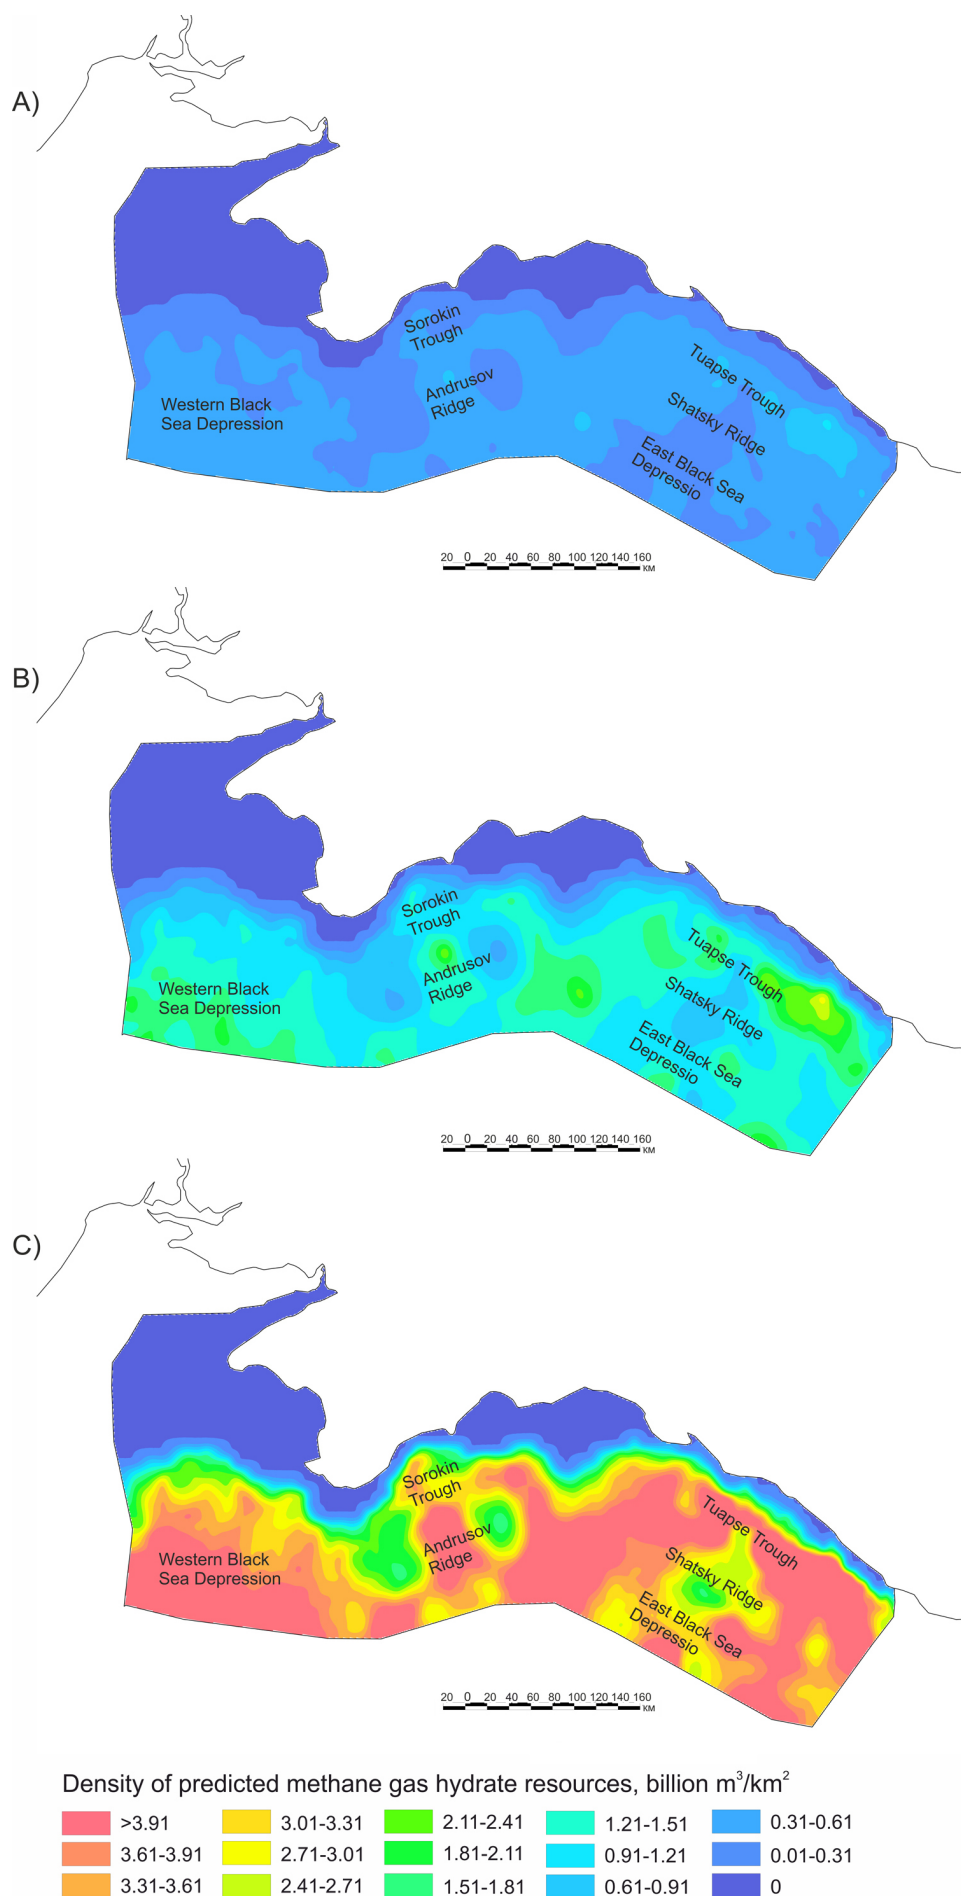 A)
Sorokin
Trough
Andrusov
Ridge
Western Black
Sea Depression
Tuapse Trough
Shatsky Ridge
East Black Sea
Depressio
20 0 20 40 60 80 100 120 140 160
КМ
B)
Sorokin
Trough
Andrusov
Ridge
Western Black
Sea Depression
Tuapse Trough
Shatsky Ridge
East Black Sea
Depressio
20 0 20 40 60 80 100 120 140 160
КМ
C)
Sorokin
Trough
Andrusov
Ridge
Western Black
Sea Depression
Tuapse Trough
Shatsky Ridge
East Black Sea
Depressio
20 0 20 40 60 80 100 120 140 160
КМ
Density of predicted methane gas hydrate resources, billion m³/km²
>3.91 3.01-3.31 2.11-2.41 1.21-1.51 0.31-0.61
3.61-3.91 2.71-3.01 1.81-2.11 0.91-1.21 0.01-0.31
3.31-3.61 2.41-2.71 1.51-1.81 0.61-0.91 0